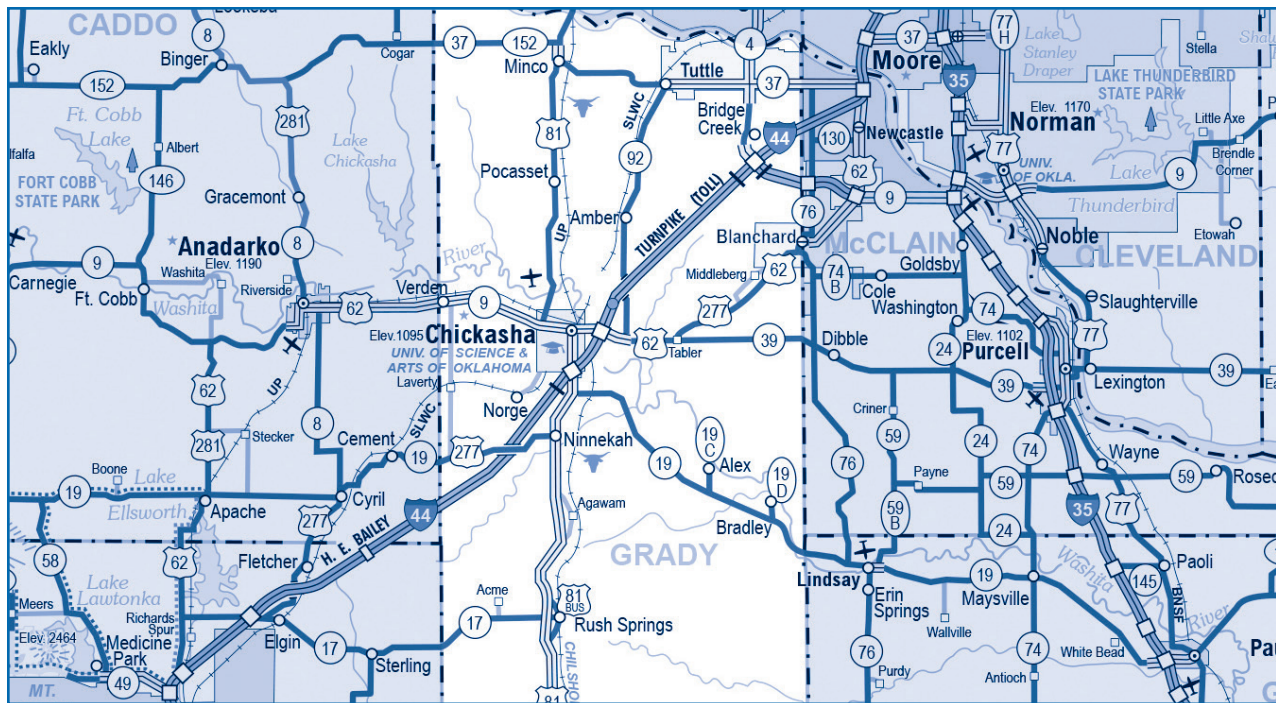 CADDO
8
Eakly
Binger
Cogar
37
152
Minco
4
Tuttle
37
37
Moore
77
H
Lake
Stanley
Draper
Stella
35
LAKE THUNDERBIRD
STATE PARK
Elev. 1170
Norman
152
Ft. Cobb
Lake
281
Lake
Chickasha
81
SLWC
Bridge
Creek
44
130
Newcastle
Little Axe
Brendle
Corner
Albert
FORT COBB
STATE PARK
146
Gracemont
Pocasset
92
62
77
UNIV.
OF OKLA.
Lake
Thunderbird
9
Anadarko
8
Amber
UP
TURNPIKE (TOLL)
76
9
Etowah
9
Carnegie
Ft. Cobb
Washita
Elev. 1190
Riverside
Washita
River
Blanchard
McCLAIN
Noble
CLEVELAND
62
Verden
9
Middleberg
62
74
B
Goldsby
Cole
Washington
Slaughterville
Elev. 1095
Chickasha
UNIV. OF SCIENCE &
ARTS OF OKLAHOMA
277
62
Tabler
39
Dibble
74
Elev. 1102
24
Purcell
77
62
UP
Laverty
Norge
39
Lexington
39
281
Stecker
8
Cement
SLWC
19
277
Ninnekah
19
19
C
Alex
19
D
Criner
59
24
74
Wayne
76
Payne
59
59
Boone
Lake
19
Ellsworth
Apache
Cyril
277
44
Agawam
Bradley
59
B
24
35
77
58
62
Fletcher
H. E. BAILEY
GRADY
Lindsay
Washita
Paoli
Lake
Lawtonka
Meers
Acme
81
BUS
Erin
Springs
19
Maysville
145
BNSF
River
Richards
Spur
Elev. 2464
Medicine
Park
Elgin
17
17
Rush Springs
Wallville
White Bead
Sterling
76
74
MT.
49
81
Purdy
Antioch